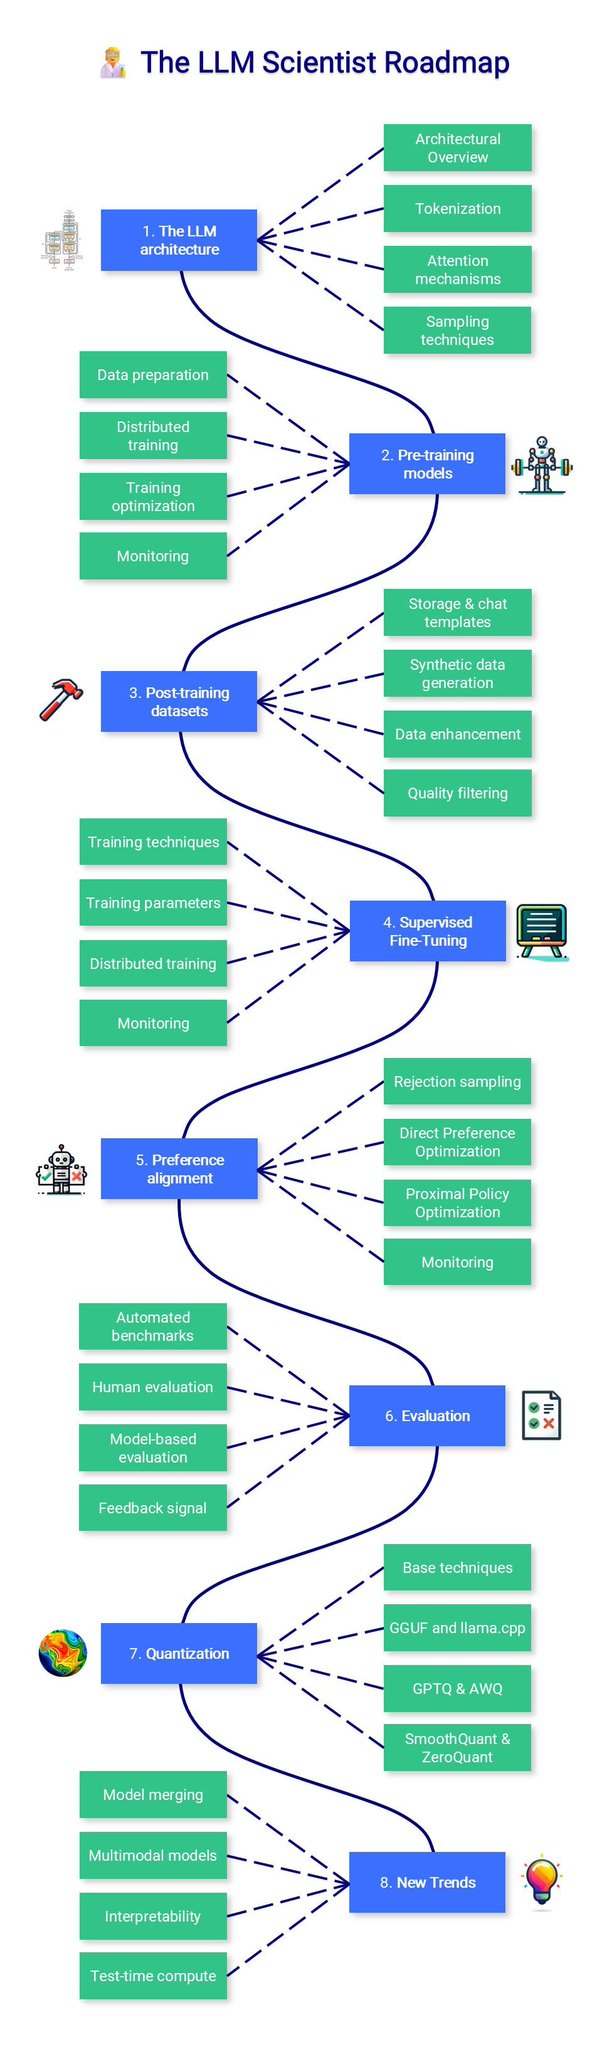 The LLM Scientist Roadmap
1. The LLM
architecture
Architectural
Overview
Tokenization
Attention
mechanisms
Sampling
techniques
Data preparation
Distributed
training
Training
optimization
Monitoring
2. Pre-training
models
3. Post-training
datasets
Storage & chat
templates
Synthetic data
generation
Data enhancement
Quality filtering
Training techniques
Training parameters
Distributed training
Monitoring
4. Supervised
Fine-Tuning
5. Preference
alignment
Rejection sampling
Direct Preference
Optimization
Proximal Policy
Optimization
Monitoring
Automated
benchmarks
Human evaluation
Model-based
evaluation
Feedback signal
6. Evaluation
7. Quantization
Base techniques
GGUF and llama.cpp
GPTQ & AWQ
SmoothQuant &
ZeroQuant
Model merging
Multimodal models
Interpretability
Test-time compute
8. New Trends